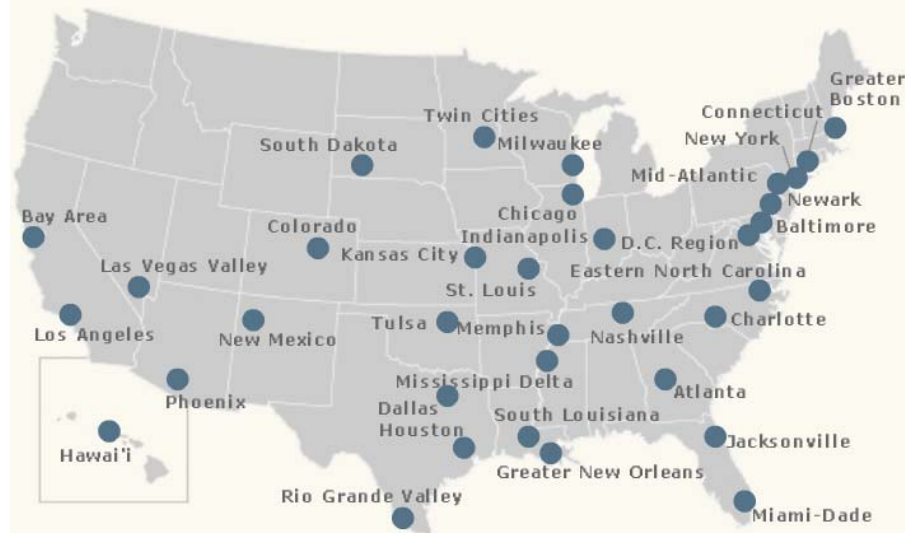 Greater
Boston
Connecticut
Twin Cities
New York
Milwaukee
South Dakota
Mid-Atlantic
Newark
Chicago
Bay Area
Colorado
Baltimore
Indianapolis
D.C. Region
Kansas City
Las Vegas Valley
Eastern North Carolina
St. Louis
Los Angeles
New Mexico
Tulsa
Memphis
Nashville
Charlotte
Mississippi Delta
Atlanta
Phoenix
Dallas
South Louisiana
Houston
Jacksonville
Hawai'i
Greater New Orleans
Rio Grande Valley
Miami-Dade